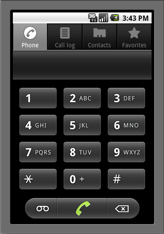 3:43 PM
Phone Call log Contacts Favorites
1 2 ABC 3 DEF
4 GHI 5 JKL 6 MNO
7 PQRS 8 TUV 9 WXYZ
* 0 + #